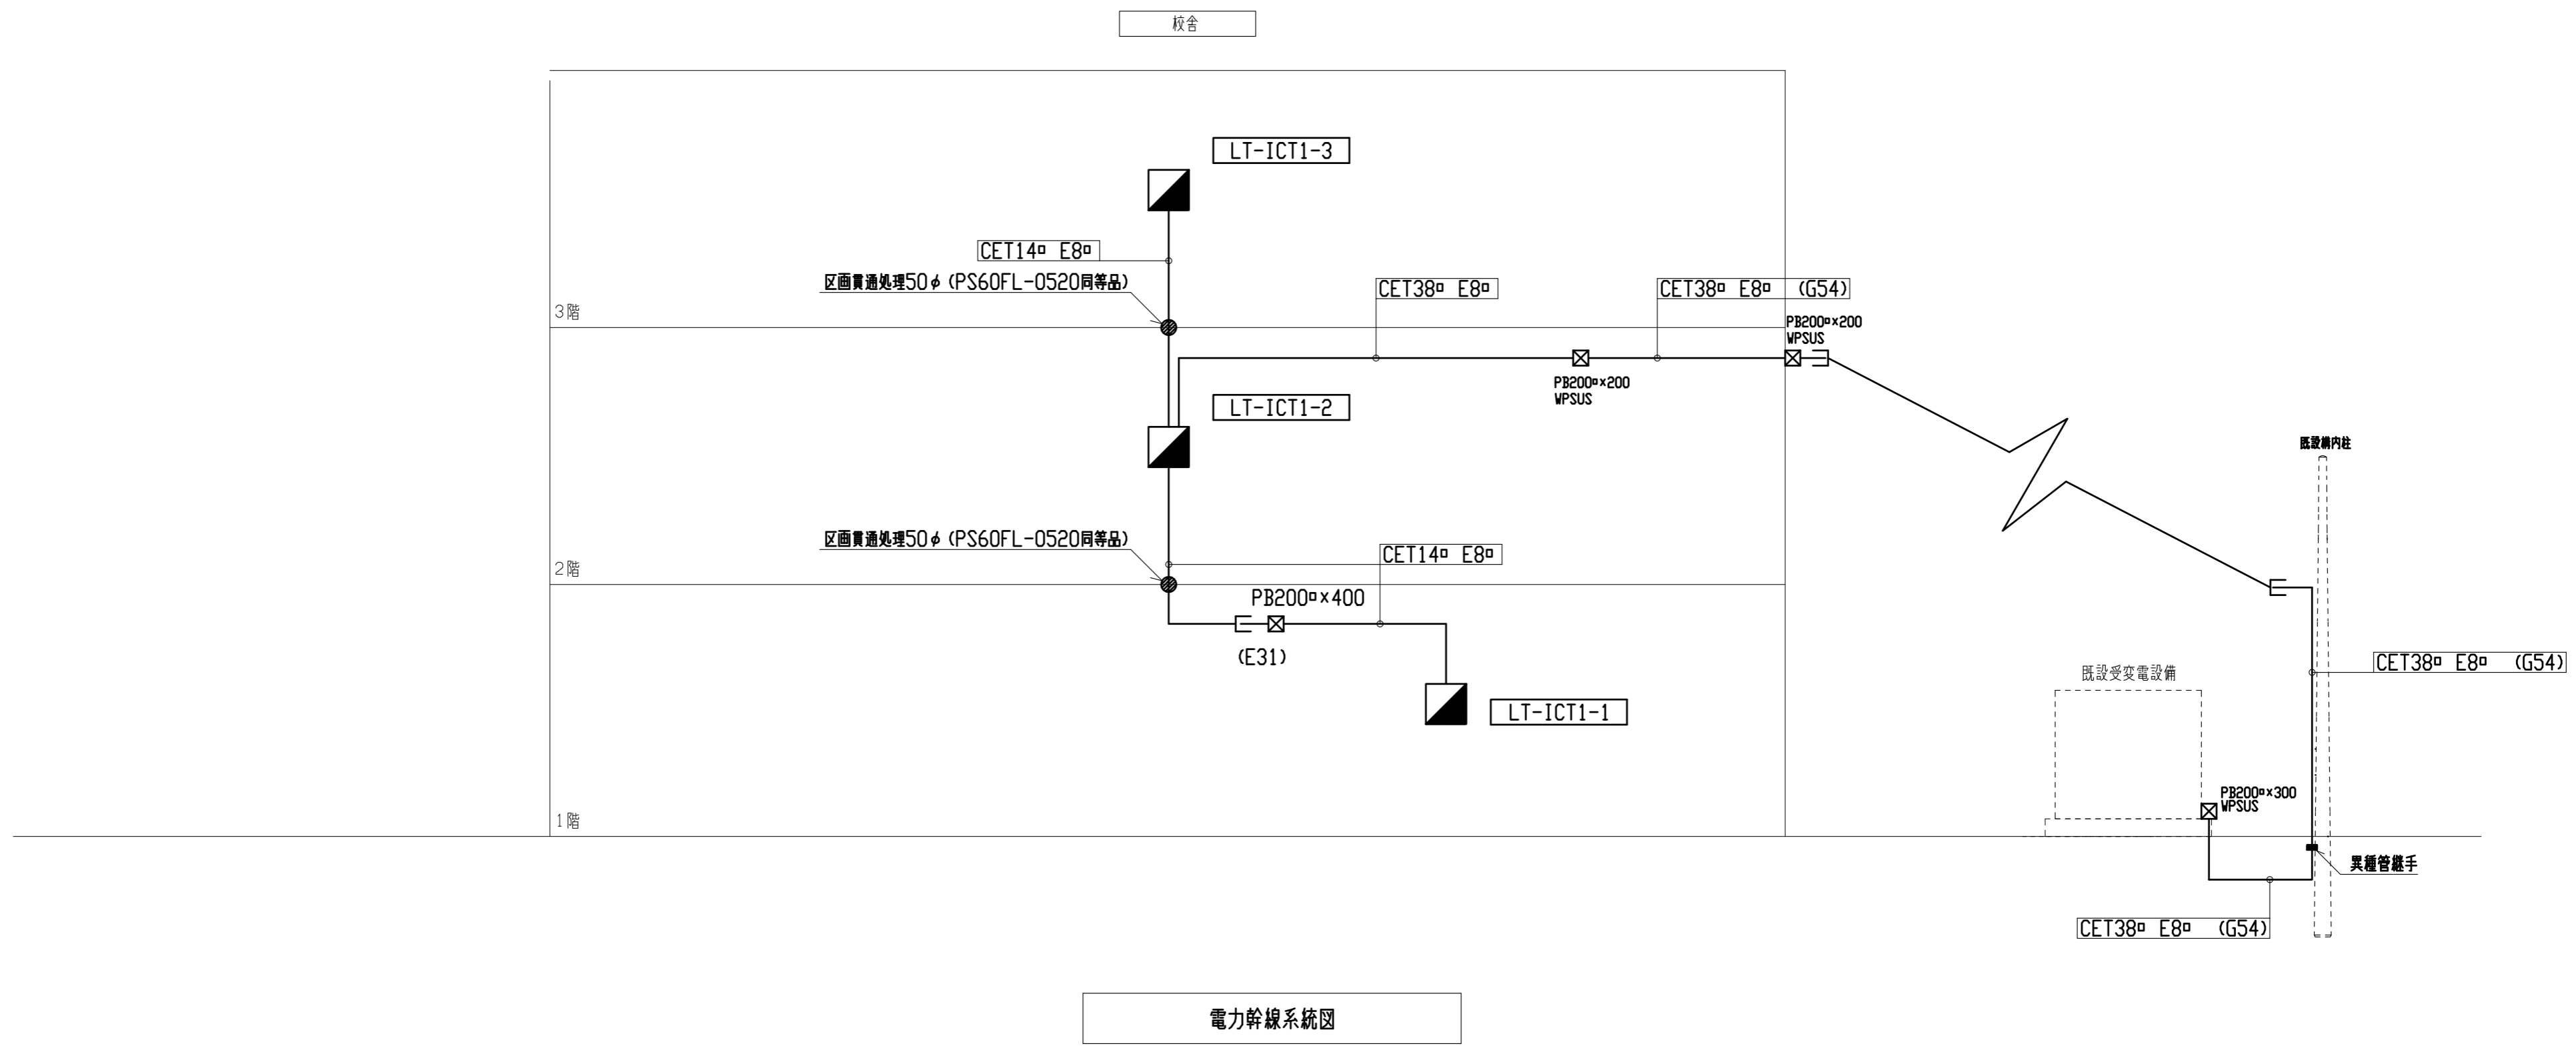 校舎
LT-ICT1-3
CET14□ E8□
区画貫通処理50φ(PS60FL-0520同等品)
3階
CET38□ E8□
CET38□ E8□ (G54)
PB200□×200
WPSUS
PB200□×200
WPSUS
LT-ICT1-2
既設構内柱
区画貫通処理50φ(PS60FL-0520同等品)
CET14□ E8□
2階
PB200□×400
(E31)
CET38□ E8□ (G54)
既設受変電設備
LT-ICT1-1
PB200□×300
WPSUS
1階
異種管継手
CET38□ E8□ (G54)
電力幹線系統図